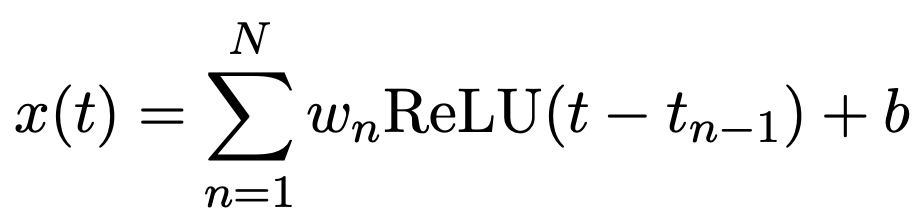 x(t) = \sum_{n=1}^{N} w_n \mathrm{ReLU}(t - t_{n-1}) + b